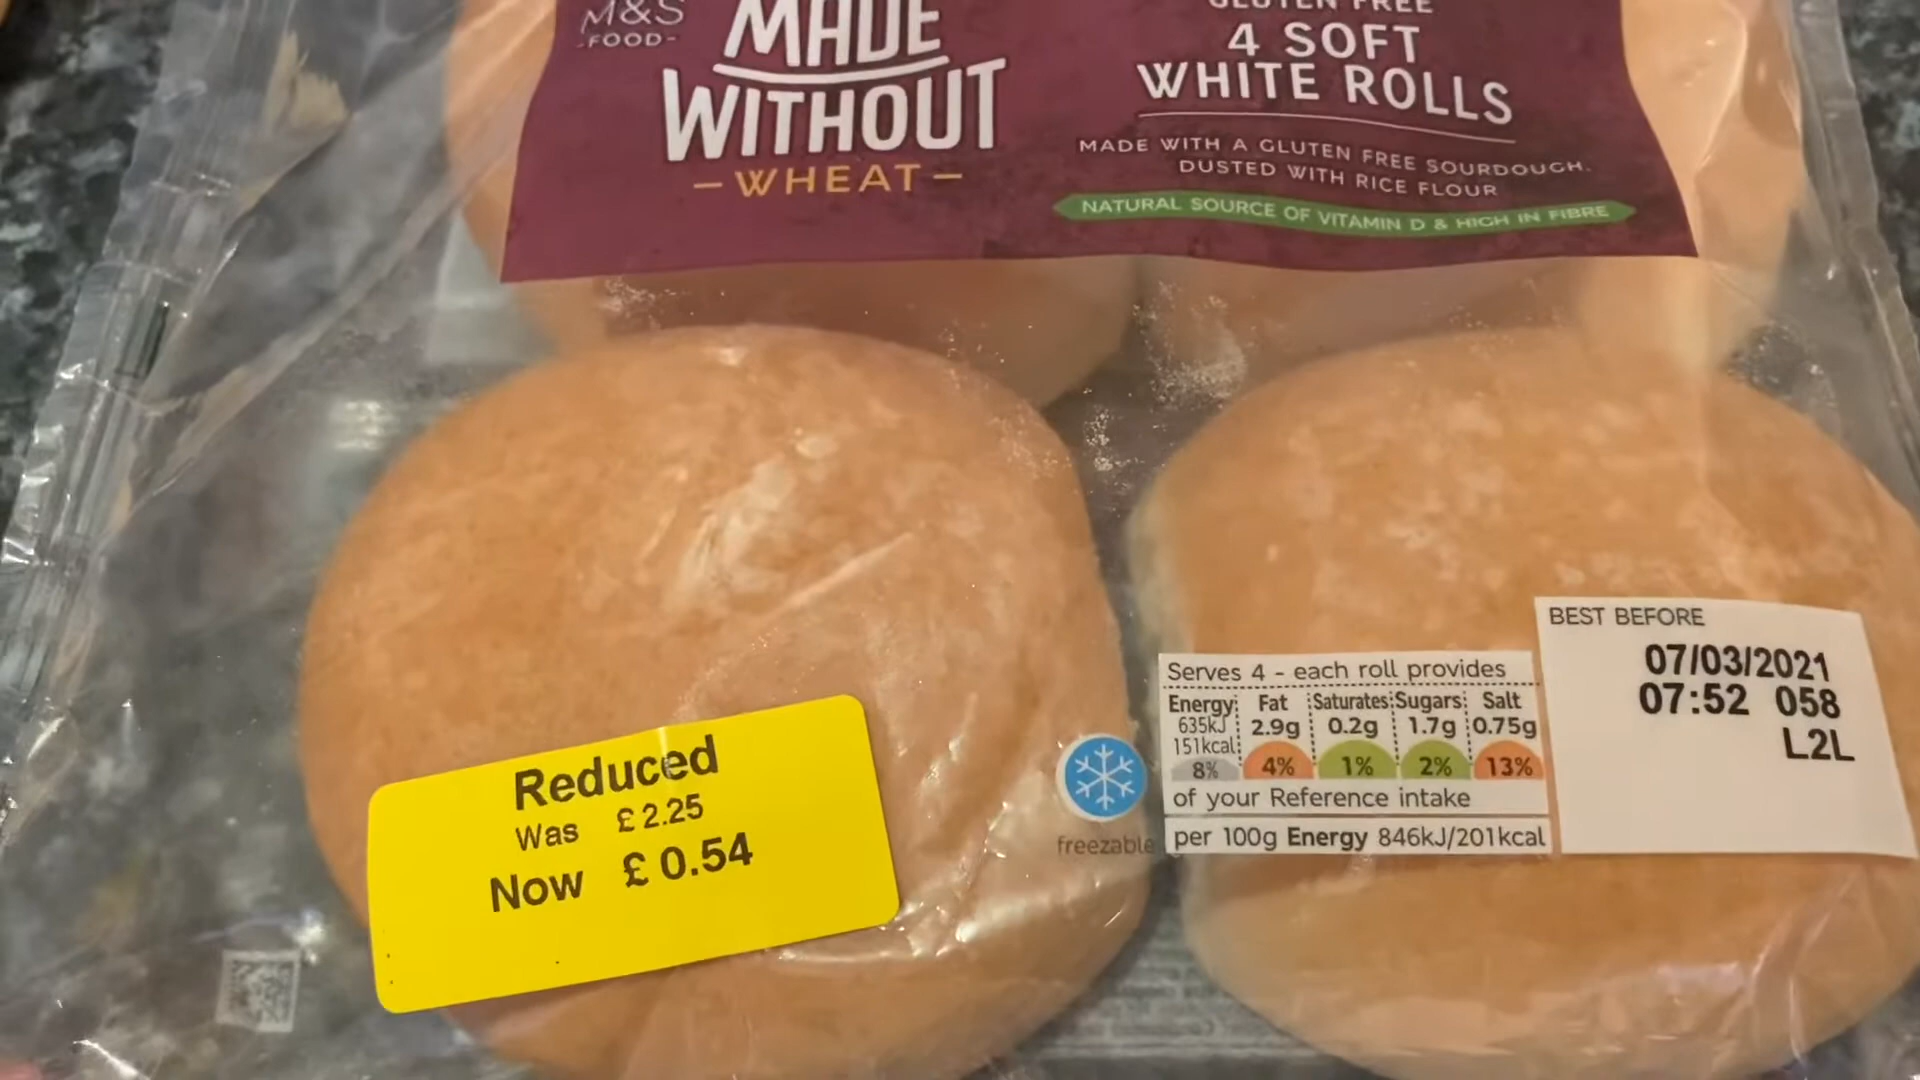 M&S
-FOOD-
MADE
WITHOUT
– WHEAT –
GLUTEN FREE
4 SOFT
WHITE ROLLS
MADE WITH A GLUTEN FREE SOURDOUGH.
DUSTED WITH RICE FLOUR
NATURAL SOURCE OF VITAMIN D & HIGH IN FIBRE
Reduced
Was £2.25
Now £0.54
freezable
Serves 4 - each roll provides
Energy Fat Saturates Sugars Salt
635kJ 2.9g 0.2g 1.7g 0.75g
151kcal
8% 4% 1% 2% 13%
of your Reference intake
per 100g Energy 846kJ/201kcal
BEST BEFORE
07/03/2021
07:52 058
L2L